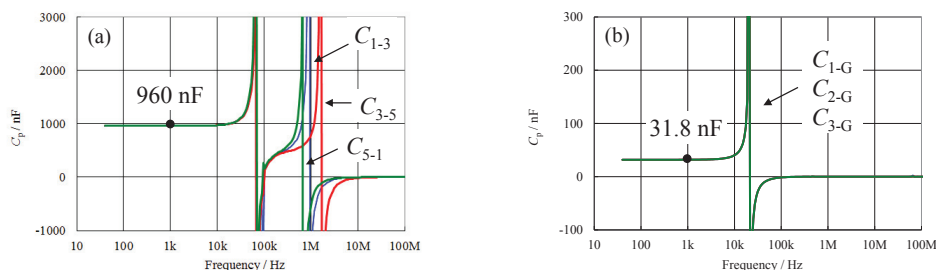 (a)
3000
2000
1000
0
-1000
Cp / nF
960 nF
C1-3
C3-5
C5-1
10 100 1k 10k 100k 1M 10M 100M
Frequency / Hz
(b)
300
200
100
0
-100
Cp / nF
31.8 nF
C1-G
C2-G
C3-G
10 100 1k 10k 100k 1M 10M 100M
Frequency / Hz